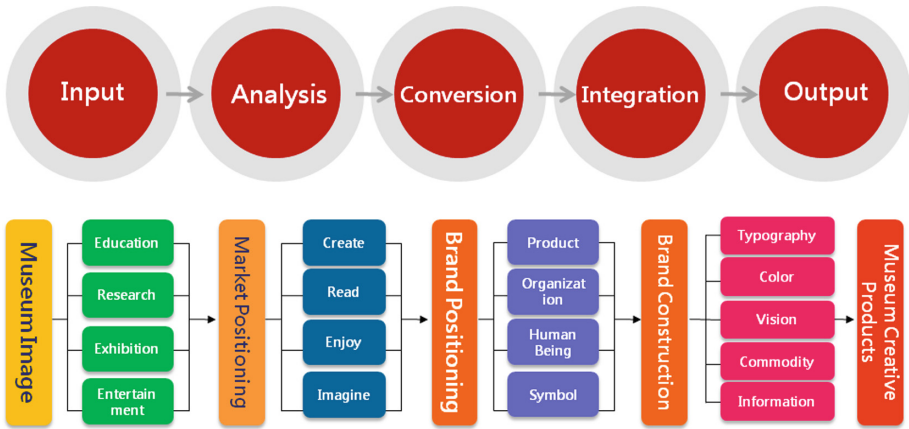 Input
Analysis
Conversion
Integration
Output
Museum Image
Education
Research
Exhibition
Entertain
ment
Market Positioning
Create
Read
Enjoy
Imagine
Brand Positioning
Product
Organizat
ion
Human
Being
Symbol
Brand Construction
Typography
Color
Vision
Commodity
Information
Museum Creative
Products